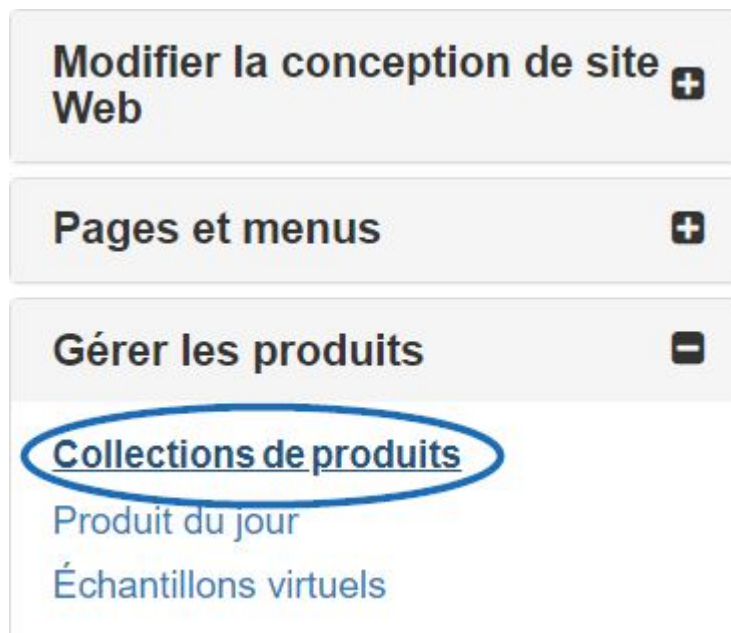 Modifier la conception de site
Web
Pages et menus
Gérer les produits
Collections de produits
Produit du jour
Échantillons virtuels